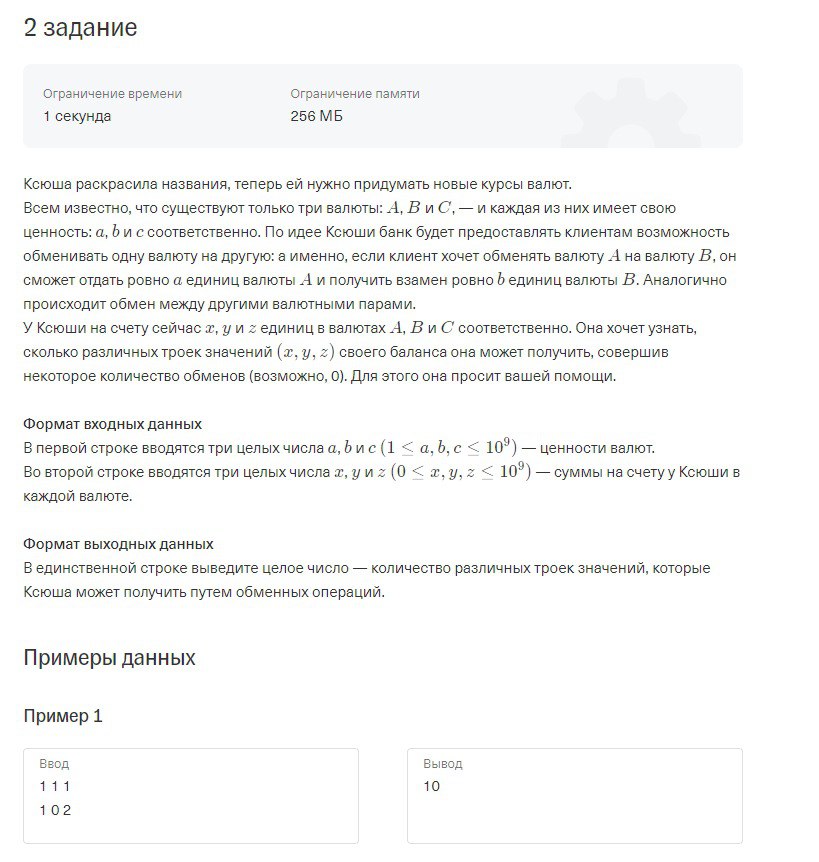 2 задание
Ограничение времени
Ограничение памяти
1 секунда
256 МБ
Ксюша раскрасила названия, теперь ей нужно придумать новые курсы валют.
Всем известно, что существуют только три валюты: A, B и C, — и каждая из них имеет свою
ценность: a, b и c соответственно. По идее Ксюши банк будет предоставлять клиентам возможность
обменивать одну валюту на другую: а именно, если клиент хочет обменять валюту A на валюту B, он
сможет отдать ровно a единиц валюты A и получить взамен ровно b единиц валюты B. Аналогично
происходит обмен между другими валютными парами.
У Ксюши на счету сейчас x, y и z единиц в валютах A, B и C соответственно. Она хочет узнать,
сколько различных троек значений (x, y, z) своего баланса она может получить, совершив
некоторое количество обменов (возможно, 0). Для этого она просит вашей помощи.
Формат входных данных
В первой строке вводятся три целых числа a, b и c (1 ≤ a, b, c ≤ 10⁹) — ценности валют.
Во второй строке вводятся три целых числа x, y и z (0 ≤ x, y, z ≤ 10⁹) — суммы на счету у Ксюши в
каждой валюте.
Формат выходных данных
В единственной строке выведите целое число — количество различных троек значений, которые
Ксюша может получить путем обменных операций.
Примеры данных
Пример 1
Ввод
1 1 1
1 0 2
Вывод
10